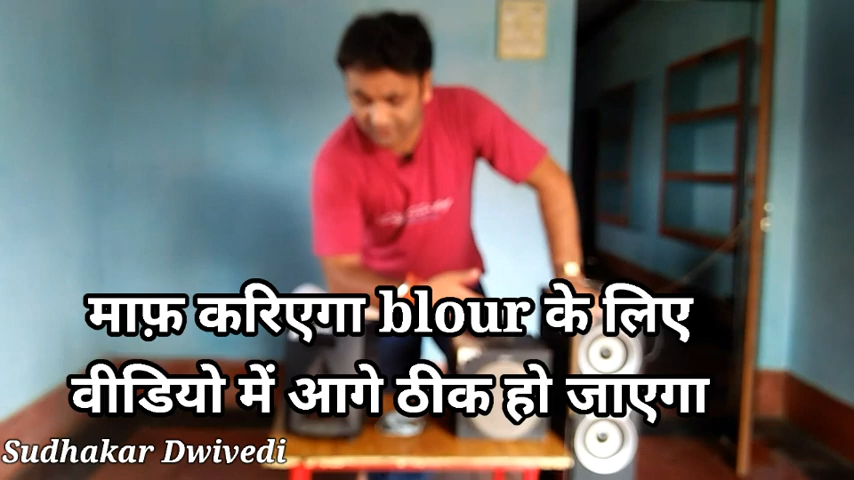 माफ़ करिएगा blour के लिए
वीडियो में आगे ठीक हो जाएगा
Sudhakar Dwivedi